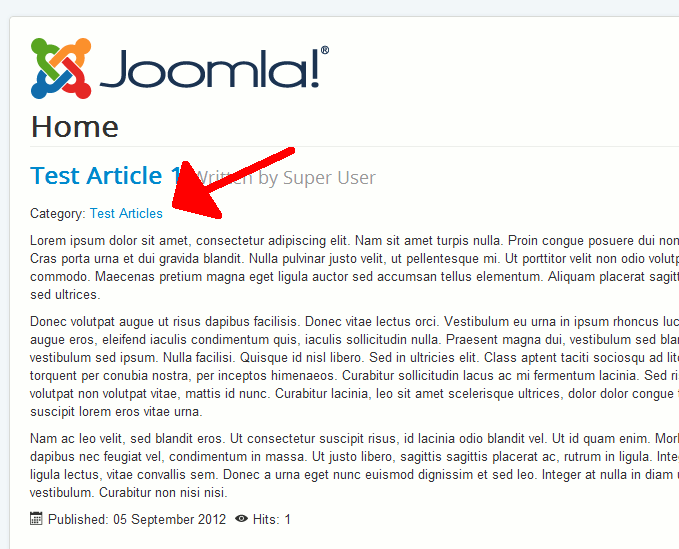 Joomla!®
Home
Test Article 1 Written by Super User
Category: Test Articles
Lorem ipsum dolor sit amet, consectetur adipiscing elit. Nam sit amet turpis nulla. Proin congue posuere dui non
Cras porta urna et dui gravida blandit. Nulla pulvinar justo velit, ut pellentesque mi. Ut porttitor velit non odio volutp
commodo. Maecenas pretium magna eget ligula auctor sed accumsan tellus elementum. Aliquam placerat sagitt
sed ultrices.
Donec volutpat augue ut risus dapibus facilisis. Donec vitae lectus orci. Vestibulum eu urna in ipsum rhoncus luc
augue eros, eleifend iaculis condimentum quis, iaculis sollicitudin nulla. Praesent magna dui, vestibulum sed blan
vestibulum sed ipsum. Nulla facilisi. Quisque id nisl libero. Sed in ultricies elit. Class aptent taciti sociosqu ad lit
torquent per conubia nostra, per inceptos himenaeos. Curabitur sollicitudin lacus ac mi fermentum lacinia. Sed ri
volutpat non volutpat vitae, mattis id nunc. Curabitur lacinia, leo sit amet scelerisque ultrices, dolor dolor congue
suscipit lorem eros vitae urna.
Nam ac leo velit, sed blandit eros. Ut consectetur suscipit risus, id lacinia odio blandit vel. Ut id quam enim. Morl
dapibus nec feugiat vel, condimentum in massa. Ut justo libero, sagittis sagittis placerat ac, rutrum in ligula. Inte
ligula lectus, vitae convallis sem. Donec a urna eget nunc euismod dignissim et sed leo. Integer at nulla in diam u
vestibulum. Curabitur non nisi nisi.
Published: 05 September 2012 Hits: 1